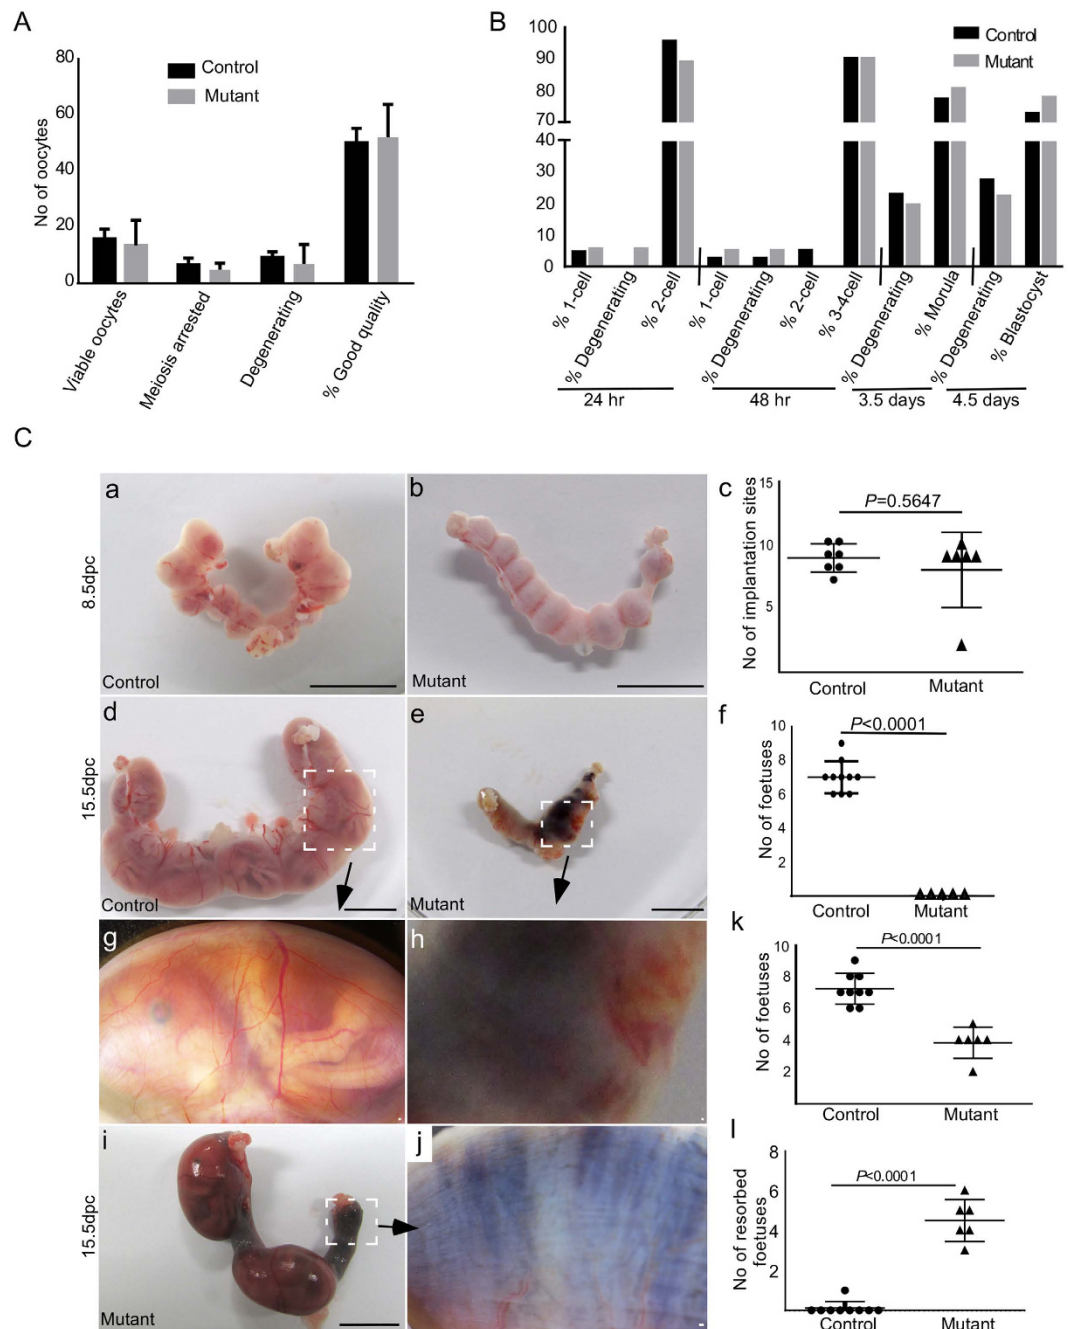 A
80
60
40
20
0
No of oocytes
Control
Mutant
Viable oocytes
Meiosis arrested
Degenerating
% Good quality
B
100
90
80
70
40
30
20
10
0
Control
Mutant
% 1-cell
% Degenerating
% 2-cell
% 1-cell
% Degenerating
% 2-cell
% 3-4cell
% Degenerating
% Morula
% Degenerating
% Blastocyst
24 hr
48 hr
3.5 days
4.5 days
C
8.5dpc
a
Control
b
Mutant
c
No of implantation sites
15
10
5
P=0.5647
Control
Mutant
15.5dpc
d
Control
e
Mutant
f
No of foetuses
10
8
6
4
2
P<0.0001
Control
Mutant
g
h
k
No of foetuses
10
8
6
4
2
P<0.0001
Control
Mutant
15.5dpc
i
Mutant
j
l
No of resorbed
foetuses
8
6
4
2
P<0.0001
Control
Mutant